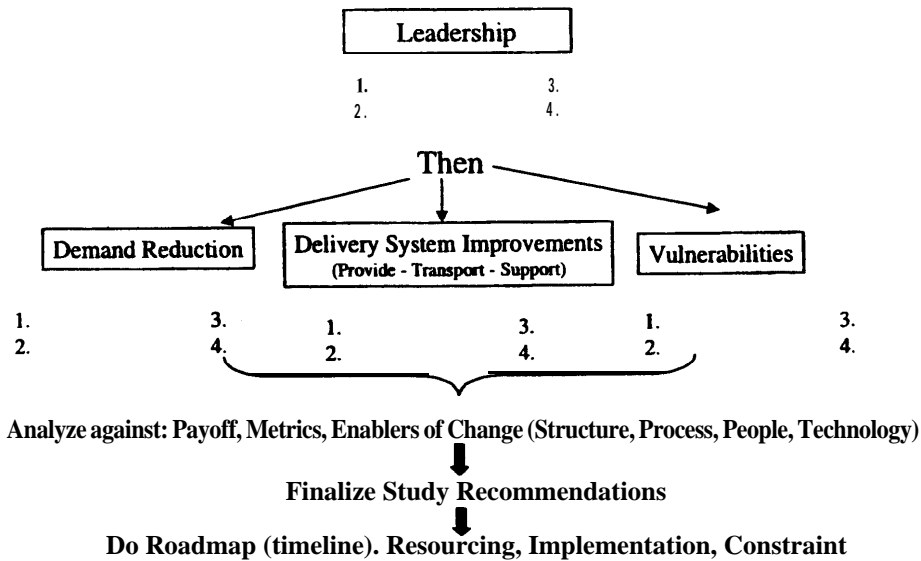 Leadership
1. 3.
2. 4.
Then
Demand Reduction
Delivery System Improvements
(Provide - Transport - Support)
Vulnerabilities
1. 3.
2. 4.
1. 3.
2. 4.
1. 3.
2. 4.
Analyze against: Payoff, Metrics, Enablers of Change (Structure, Process, People, Technology)
Finalize Study Recommendations
Do Roadmap (timeline). Resourcing, Implementation, Constraint